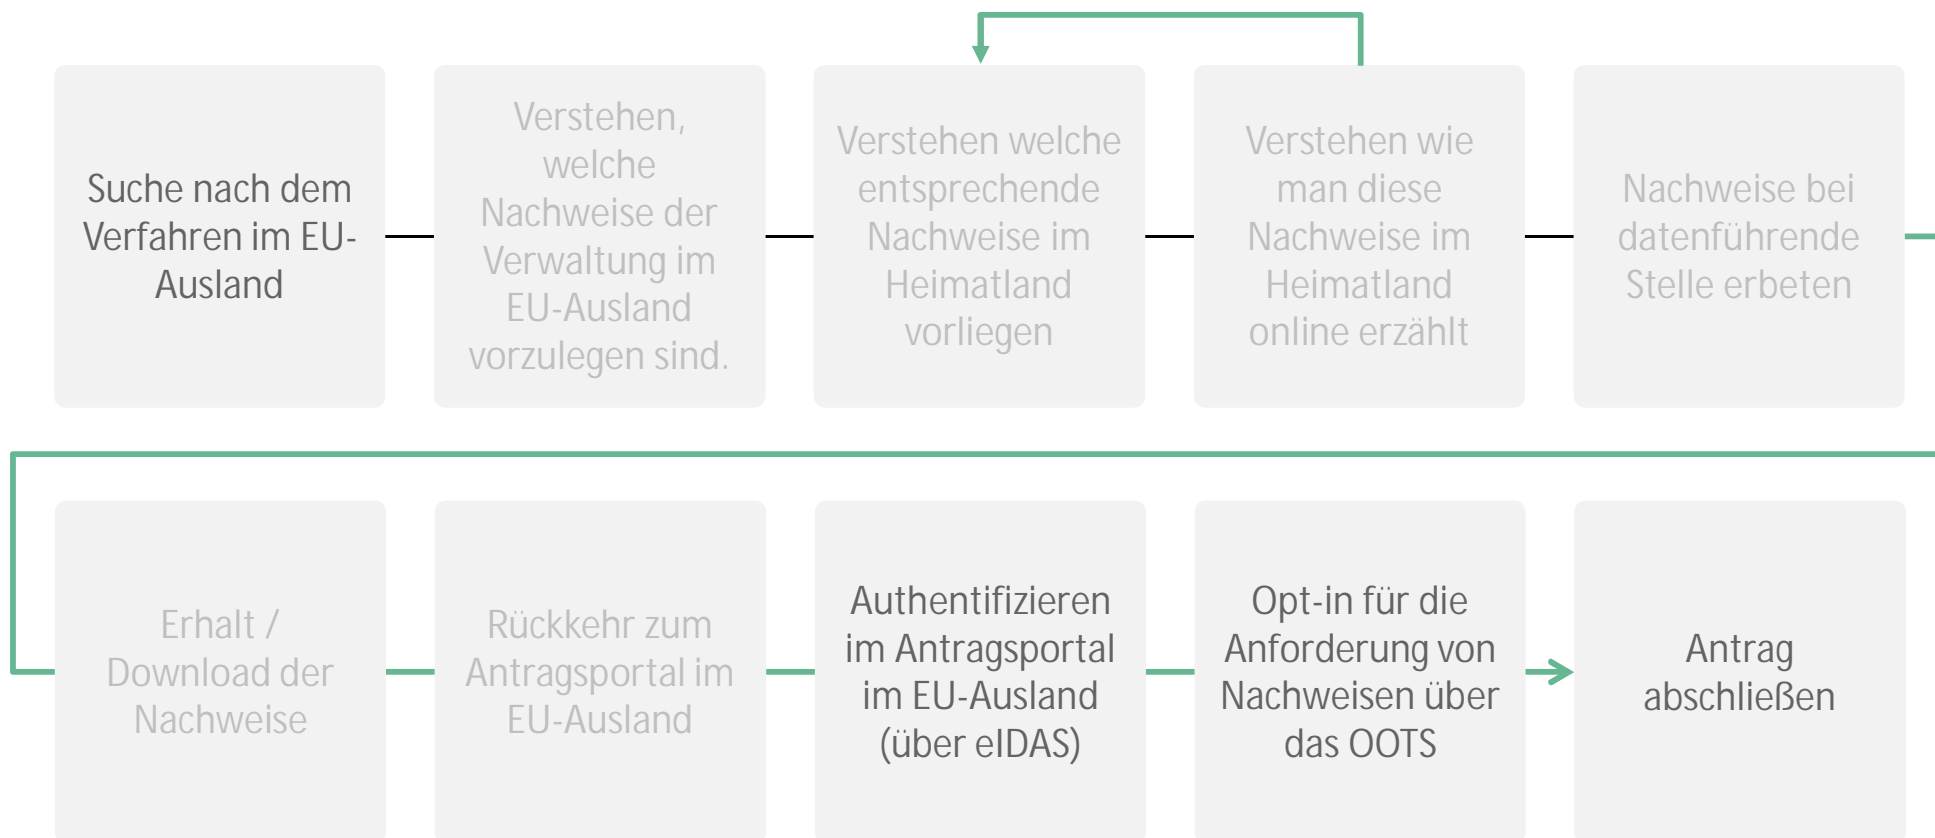 Suche nach dem
Verfahren im EU-
Ausland
Verstehen,
welche
Nachweise der
Verwaltung im
EU-Ausland
vorzulegen sind.
Verstehen welche
entsprechende
Nachweise im
Heimatland
vorliegen
Verstehen wie
man diese
Nachweise im
Heimatland
online erzählt
Nachweise bei
datenführende
Stelle erbeten
Erhalt /
Download der
Nachweise
Rückkehr zum
Antragsportal im
EU-Ausland
Authentifizieren
im Antragsportal
im EU-Ausland
(über eIDAS)
Opt-in für die
Anforderung von
Nachweisen über
das OOTS
Antrag
abschließen